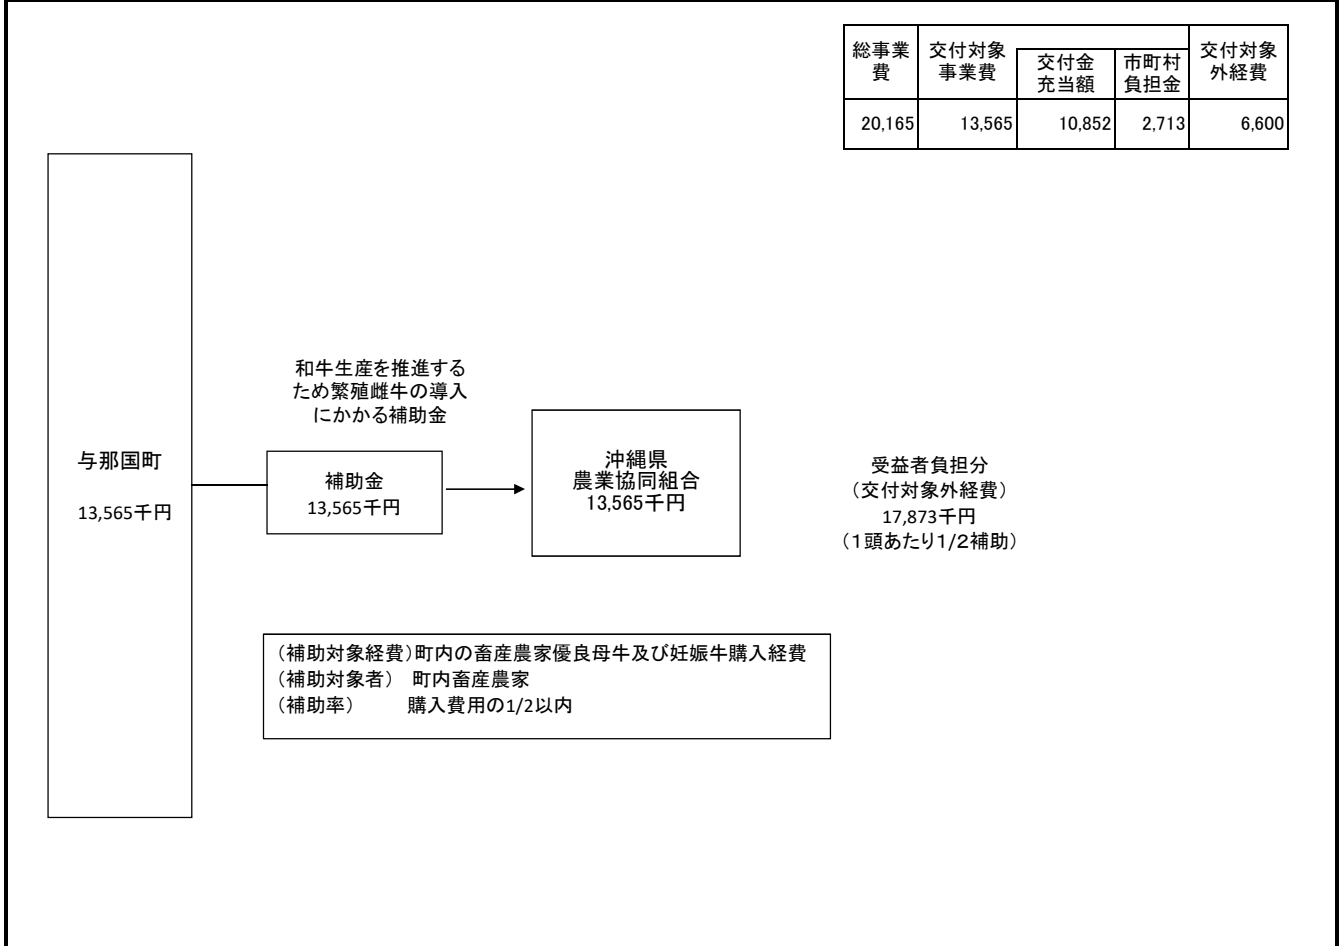 総事業
費
交付対象
事業費
交付金
充当額
市町村
負担金
交付対象
外経費
20,165
13,565
10,852
2,713
6,600
和牛生産を推進する
ため繁殖雌牛の導入
にかかる補助金
与那国町
13,565千円
補助金
13,565千円
沖縄県
農業協同組合
13,565千円
受益者負担分
（交付対象外経費）
17,873千円
（１頭あたり1/2補助）
（補助対象経費）町内の畜産農家優良母牛及び妊娠牛購入経費
（補助対象者）　町内畜産農家
（補助率）　　　購入費用の1/2以内